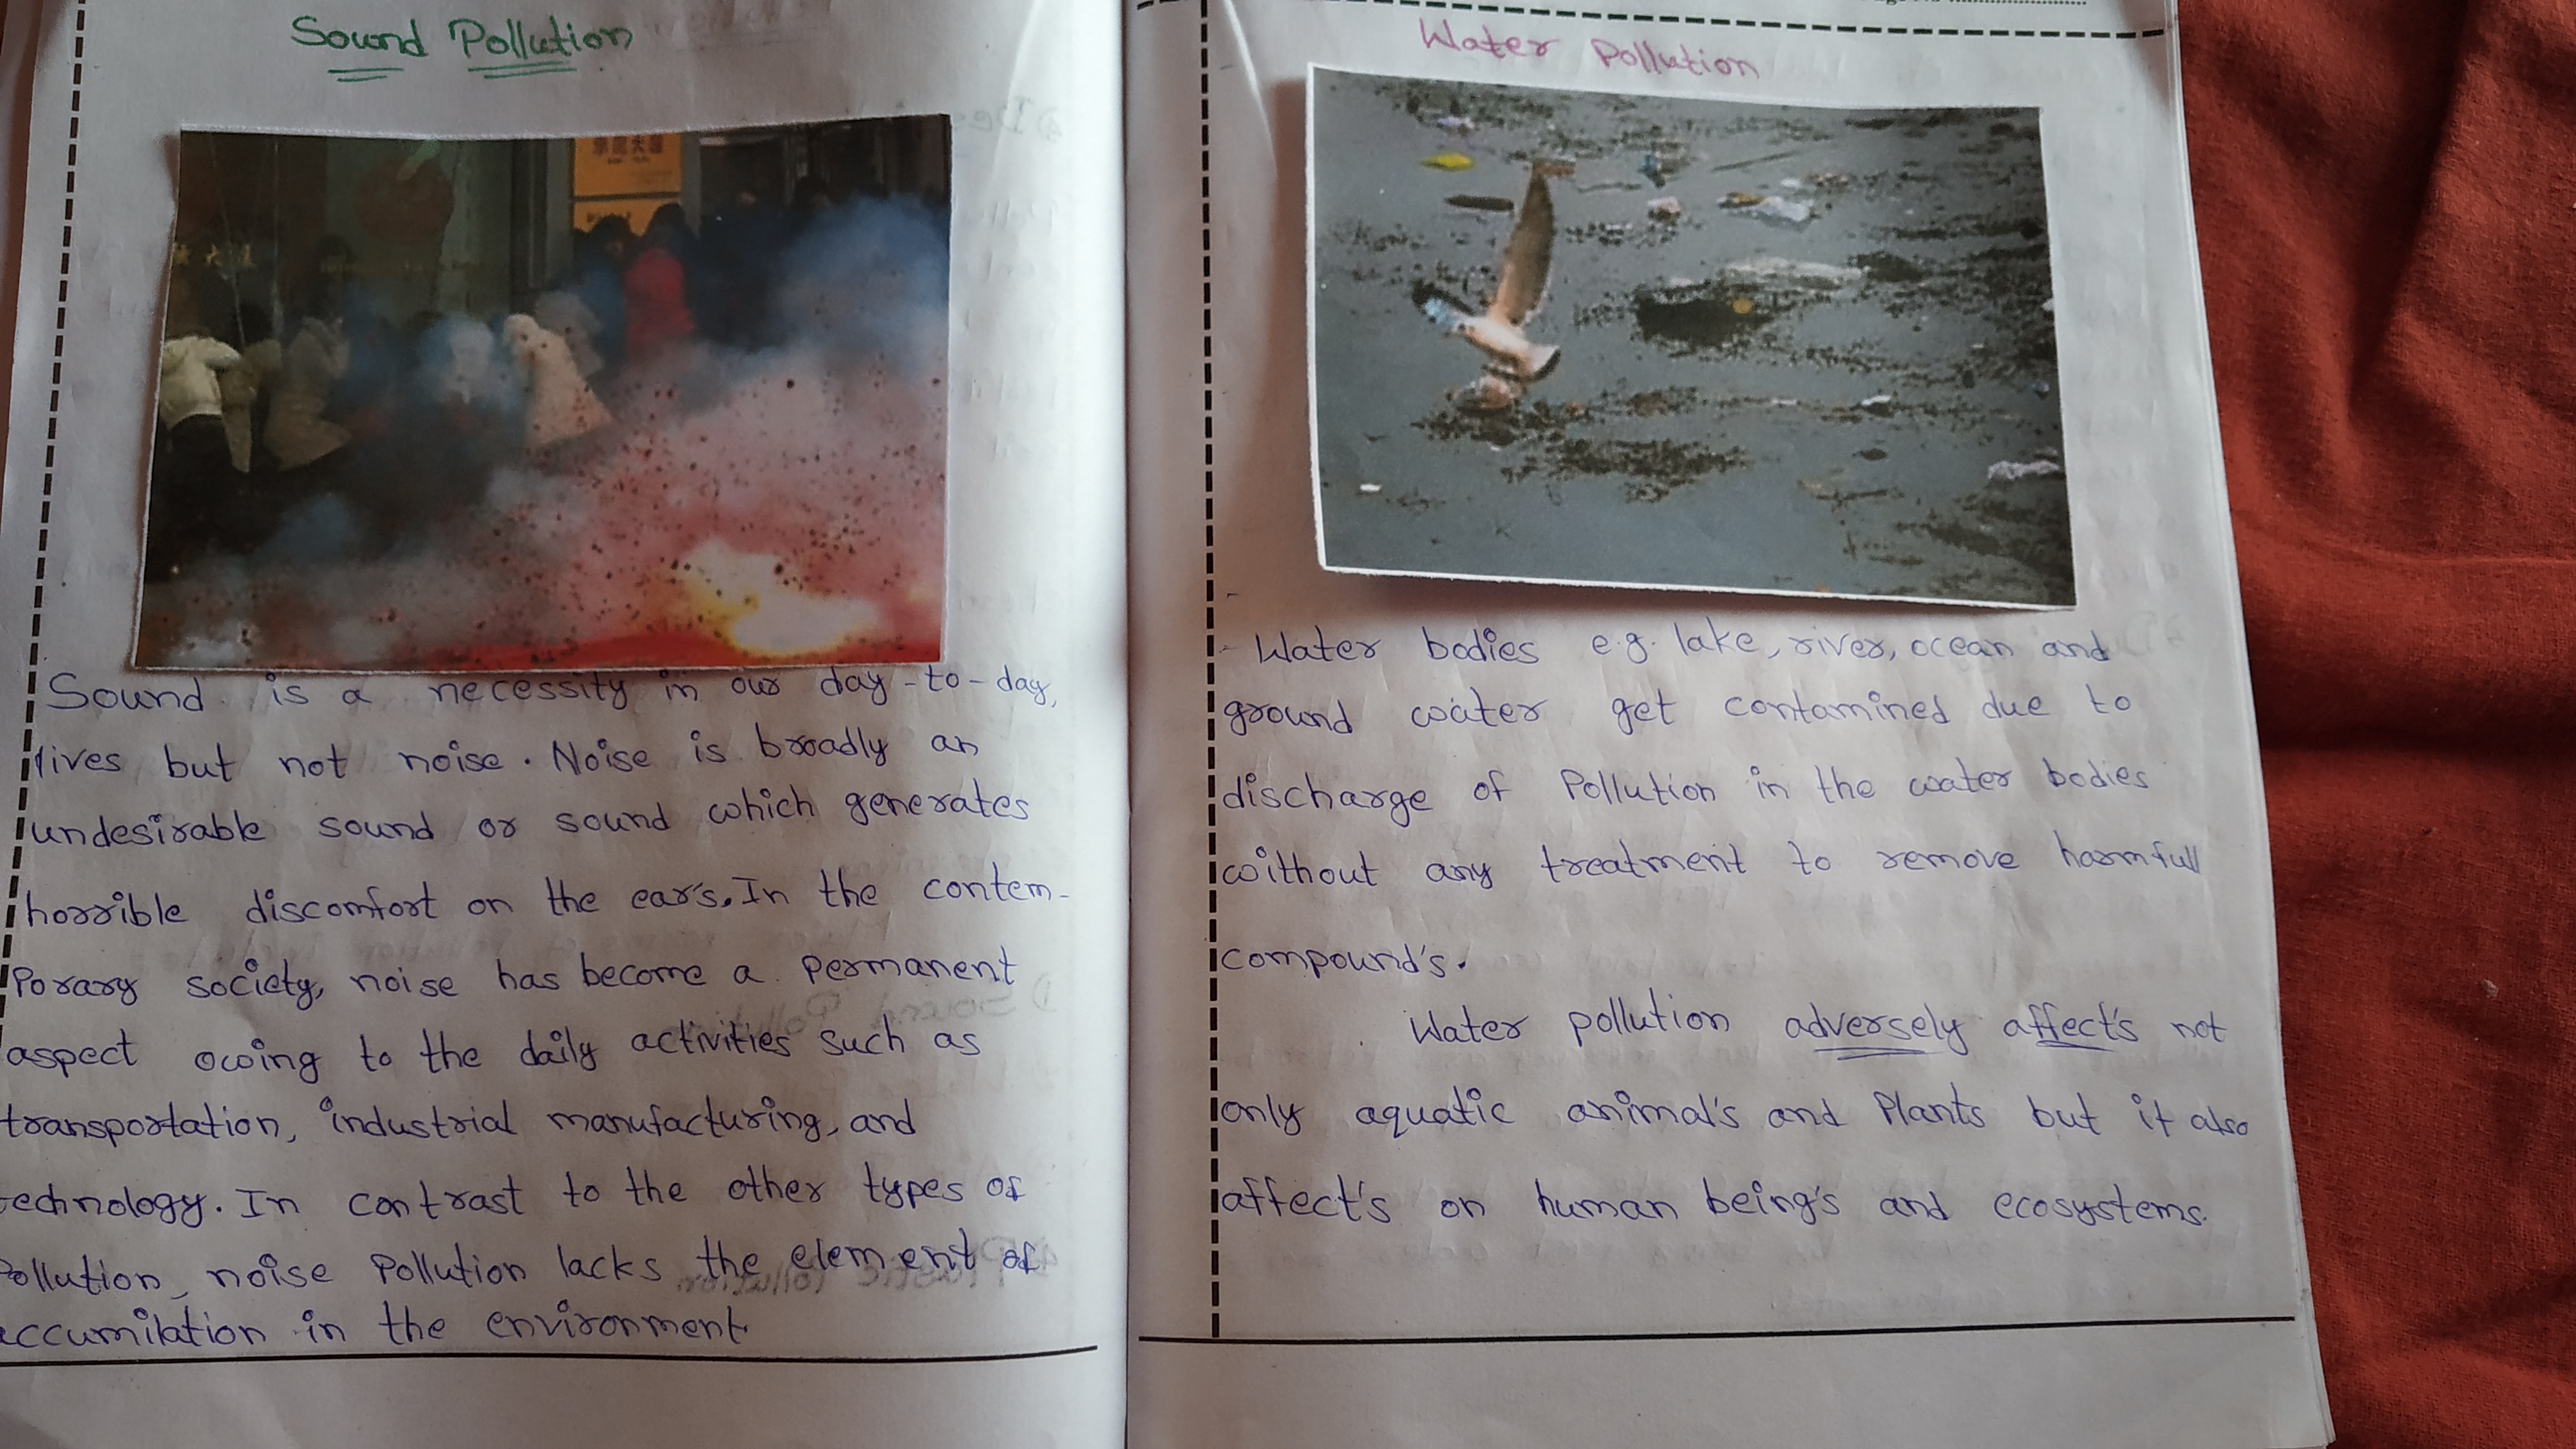 Sound Pollution
Sound is a necessity in our day-to-day,
lives but not noise. Noise is broadly an
undesirable sound or sound which generates
horrible discomfort on the ear's. In the contem-
Porary society, noise has become a permanent
aspect owing to the daily activities such as
transportation, industrial manufacturing, and
technology. In contrast to the other types of
Pollution, noise Pollution lacks the element of
accumilation in the environment.
Water Pollution
Water bodies e.g. lake, river, ocean and
ground water get contamined due to
discharge of Pollution in the water bodies
without any treatment to remove harmfull
compound's.
Water pollution adversely affect's not
only aquatic animal's and Plants but it also
affect's on human being's and ecosystems.